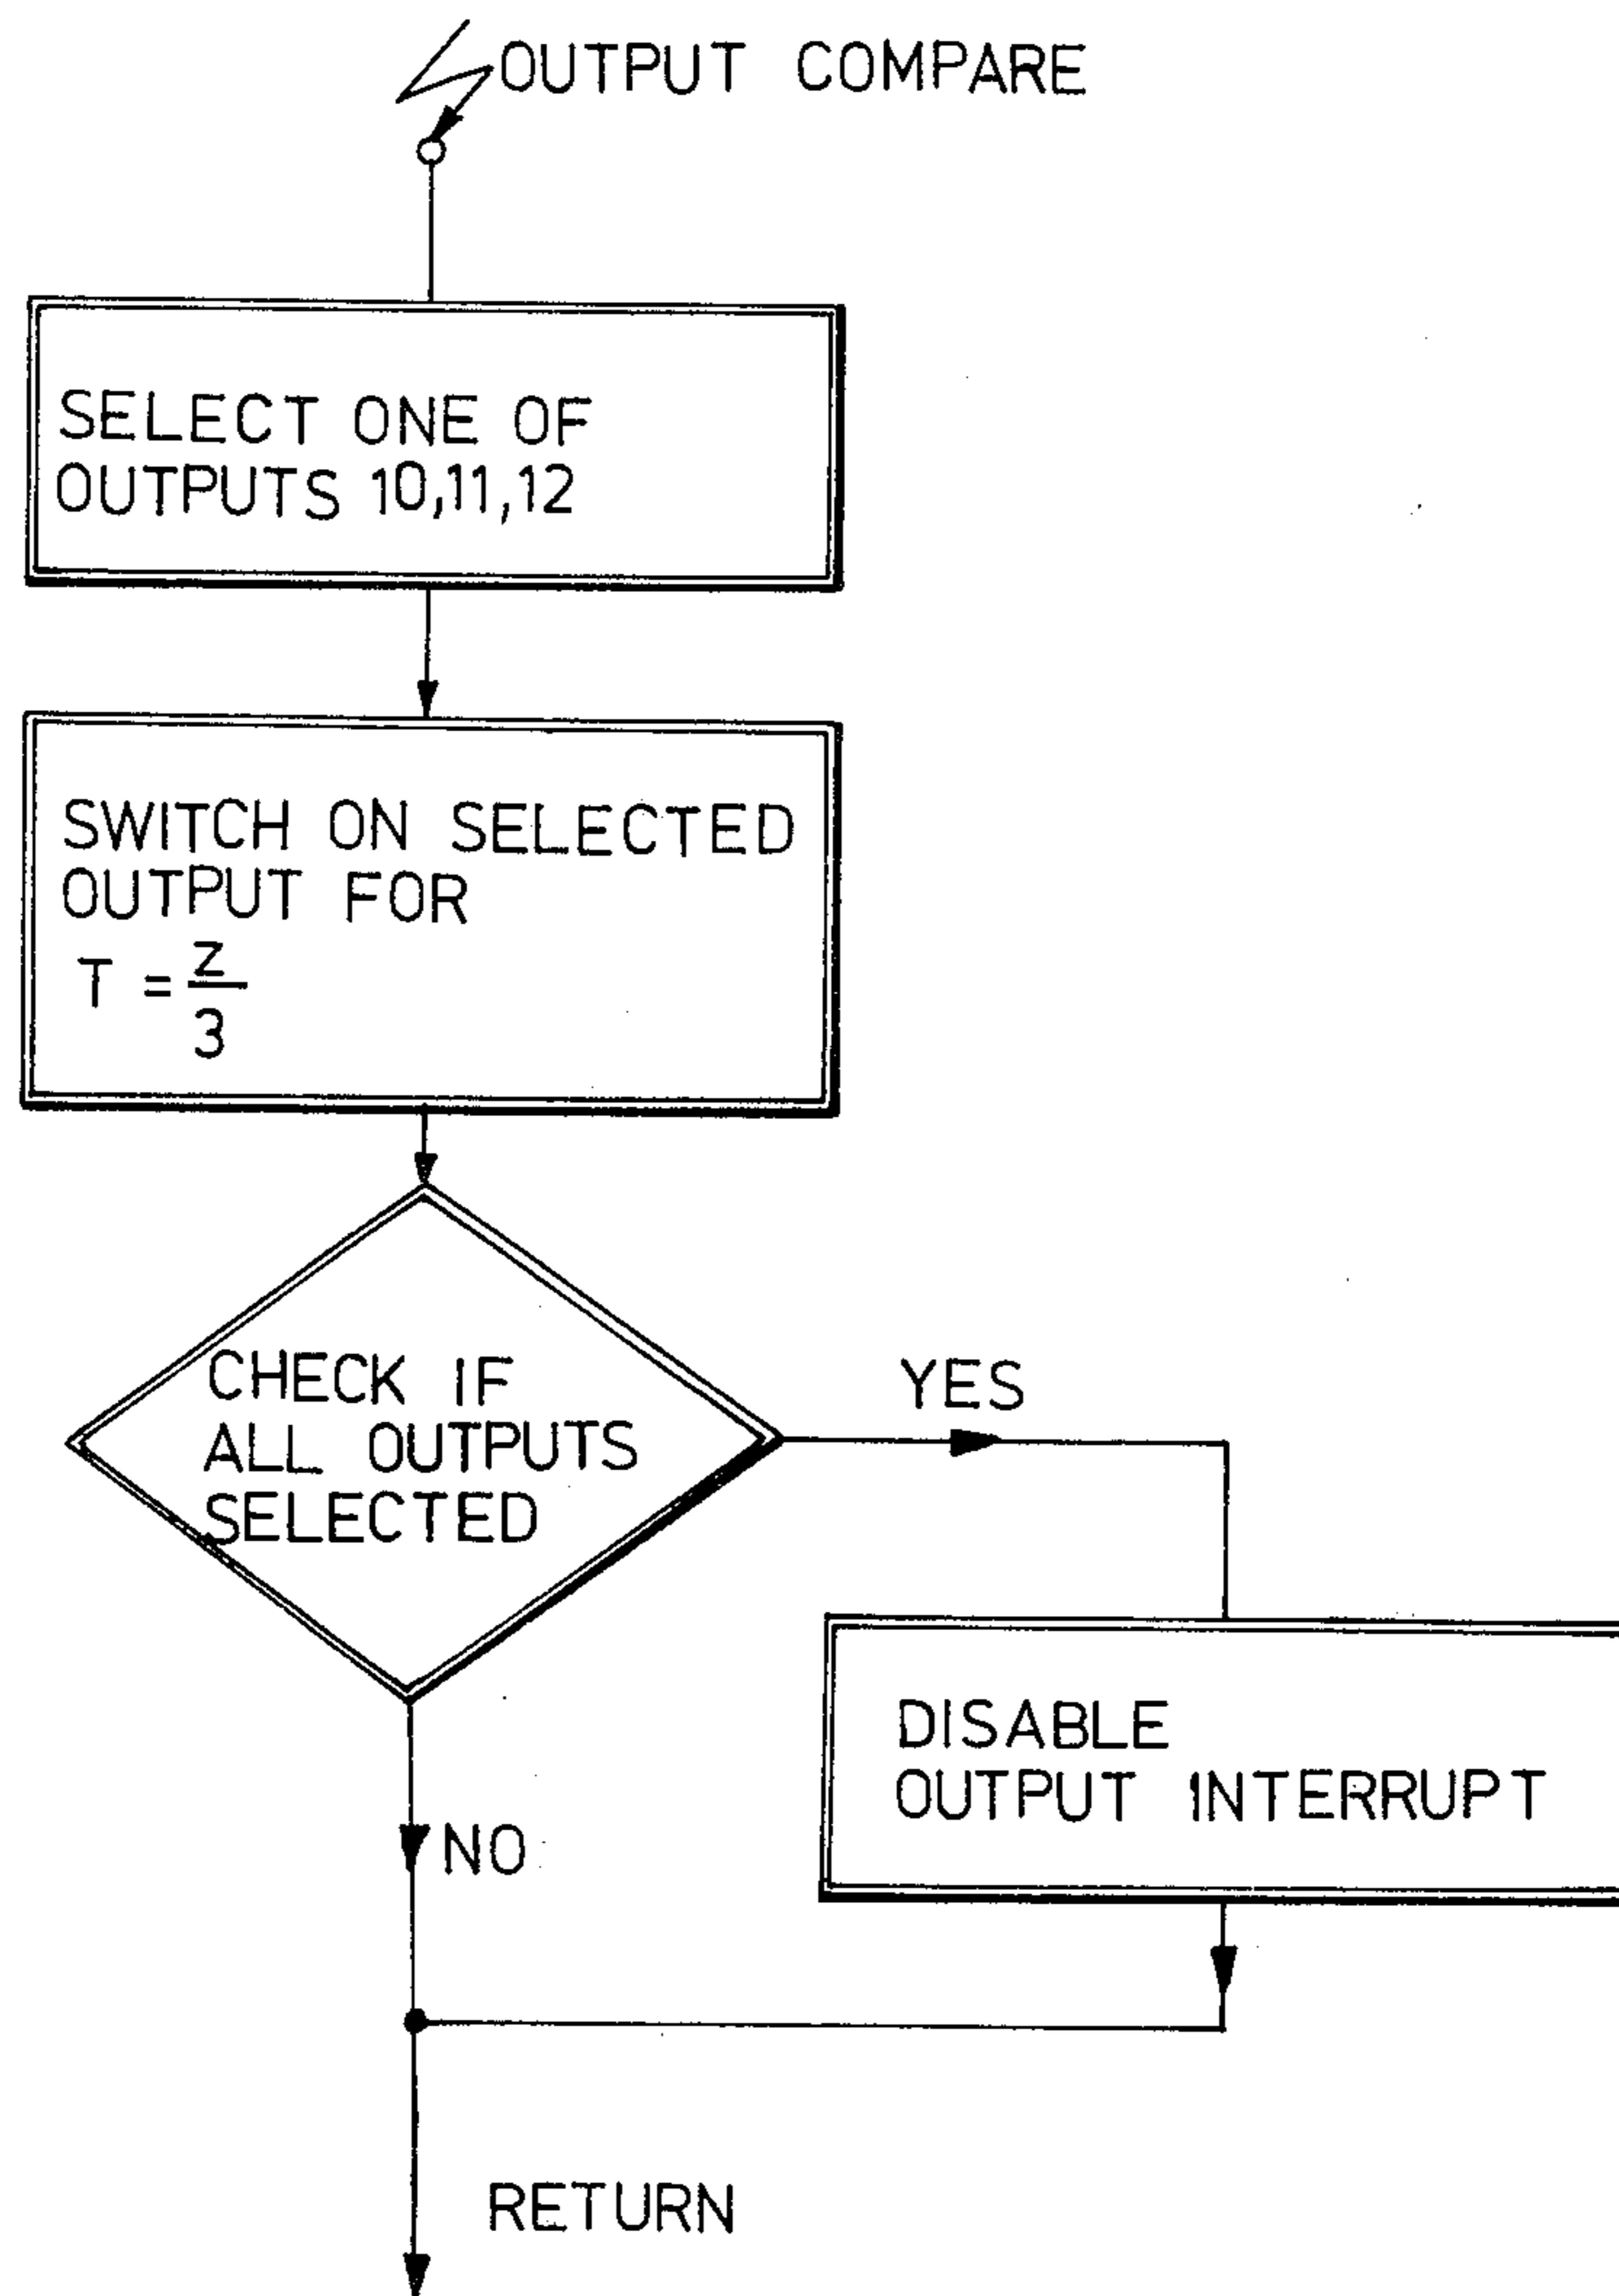 OUTPUT COMPARE
SELECT ONE OF
OUTPUTS 10,11,12
SWITCH ON SELECTED
OUTPUT FOR
T = Z/3
CHECK IF
ALL OUTPUTS
SELECTED
YES
DISABLE
OUTPUT INTERRUPT
NO
RETURN